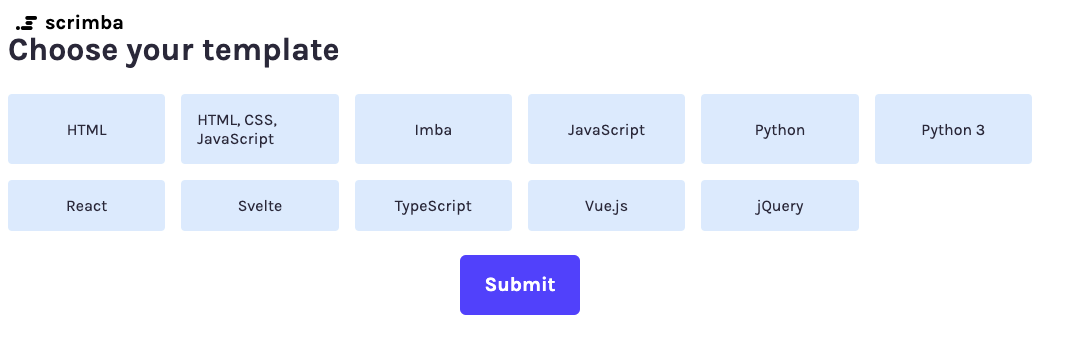 scrimba
Choose your template
HTML
HTML, CSS,
JavaScript
Imba
JavaScript
Python
Python 3
React
Svelte
TypeScript
Vue.js
jQuery
Submit